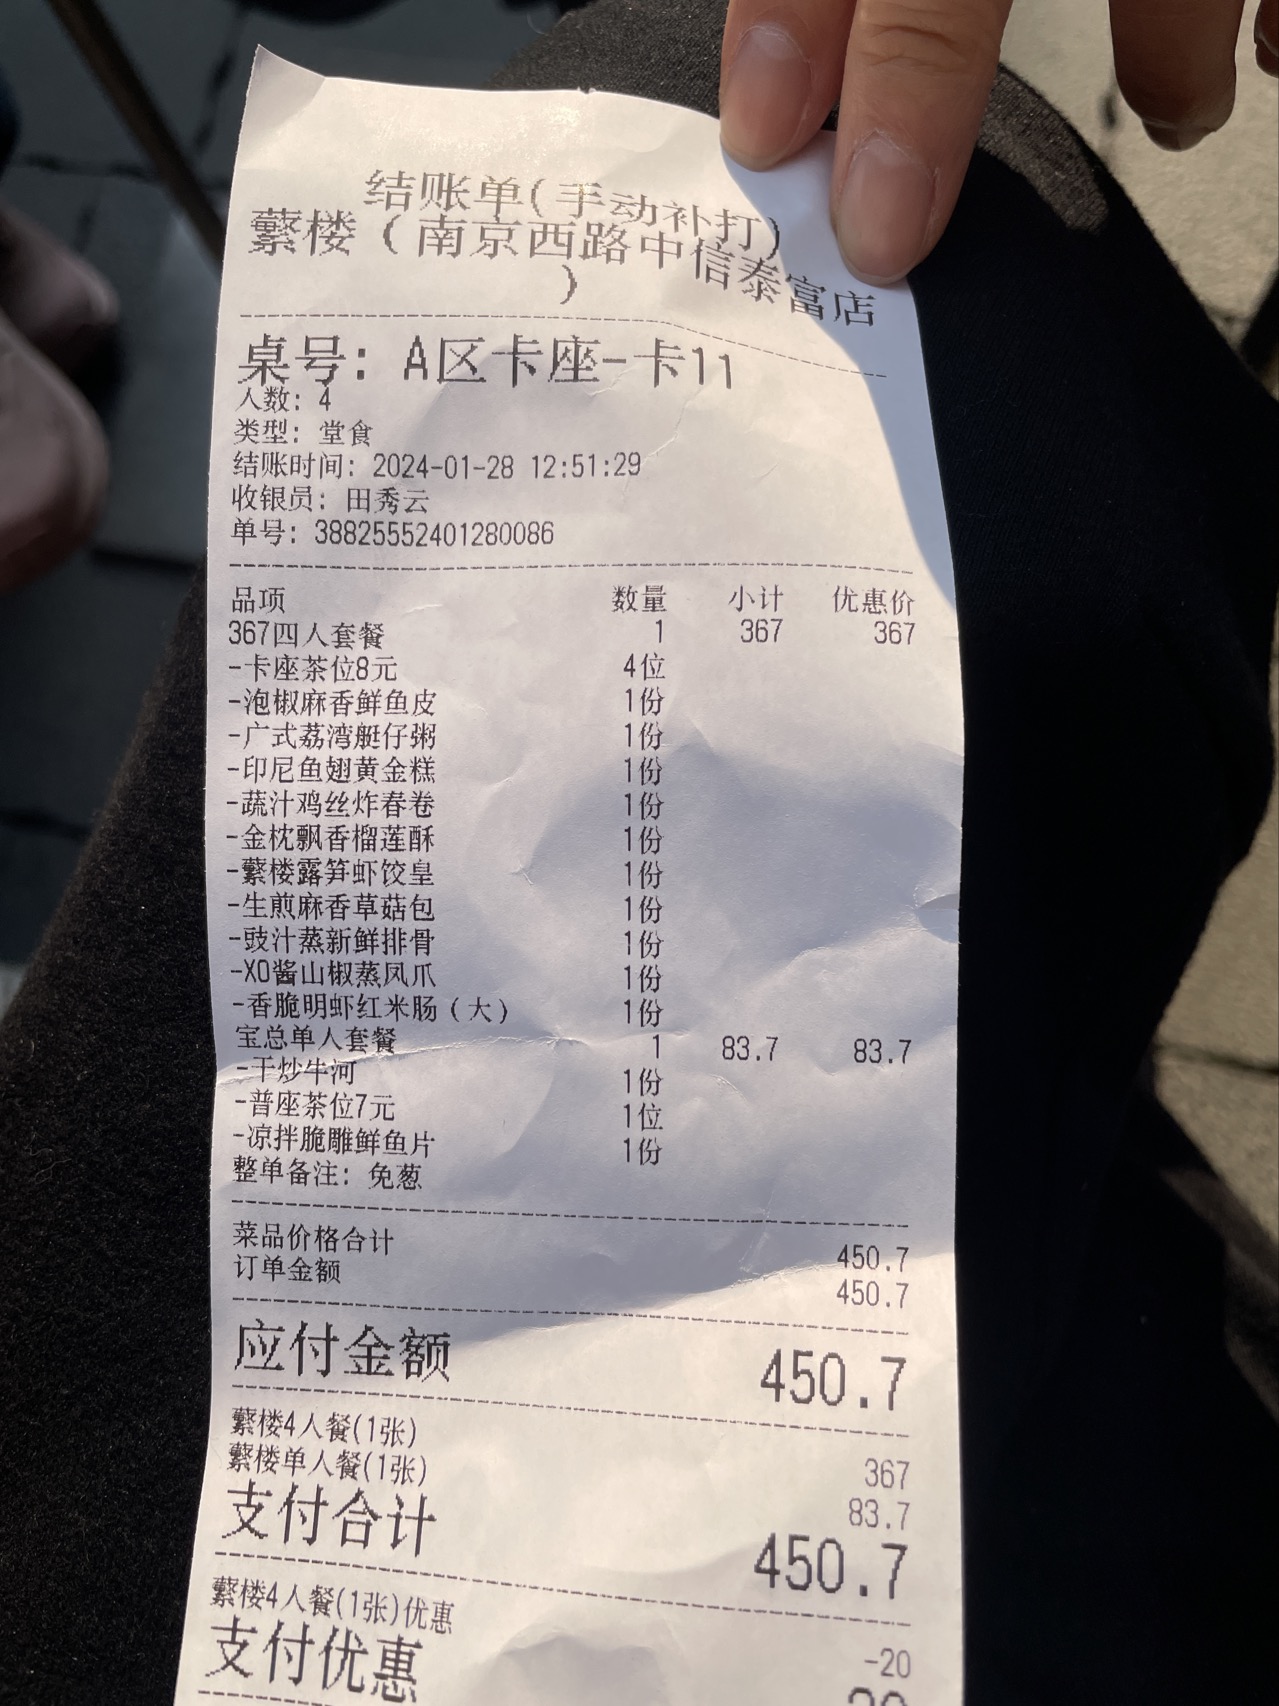 结账单(手动补打)
蘩楼（南京西路中信泰富店
）
桌号: A区卡座-卡11
人数: 4
类型: 堂食
结账时间: 2024-01-28 12:51:29
收银员: 田秀云
单号: 38825552401280086
品项 数量 小计 优惠价
367四人套餐 1 367 367
-卡座茶位8元 4位
-泡椒麻香鲜鱼皮 1份
-广式荔湾艇仔粥 1份
-印尼鱼翅黄金糕 1份
-蔬汁鸡丝炸春卷 1份
-金枕飘香榴莲酥 1份
-蘩楼露笋虾饺皇 1份
-生煎麻香草菇包 1份
-豉汁蒸新鲜排骨 1份
-XO酱山椒蒸凤爪 1份
-香脆明虾红米肠（大） 1份
宝总单人套餐 1 83.7 83.7
-干炒牛河 1份
-普座茶位7元 1位
-凉拌脆雕鲜鱼片 1份
整单备注: 免葱
菜品价格合计 450.7
订单金额 450.7
应付金额 450.7
蘩楼4人餐(1张) 367
蘩楼单人餐(1张) 83.7
支付合计 450.7
蘩楼4人餐(1张)优惠 -20
支付优惠